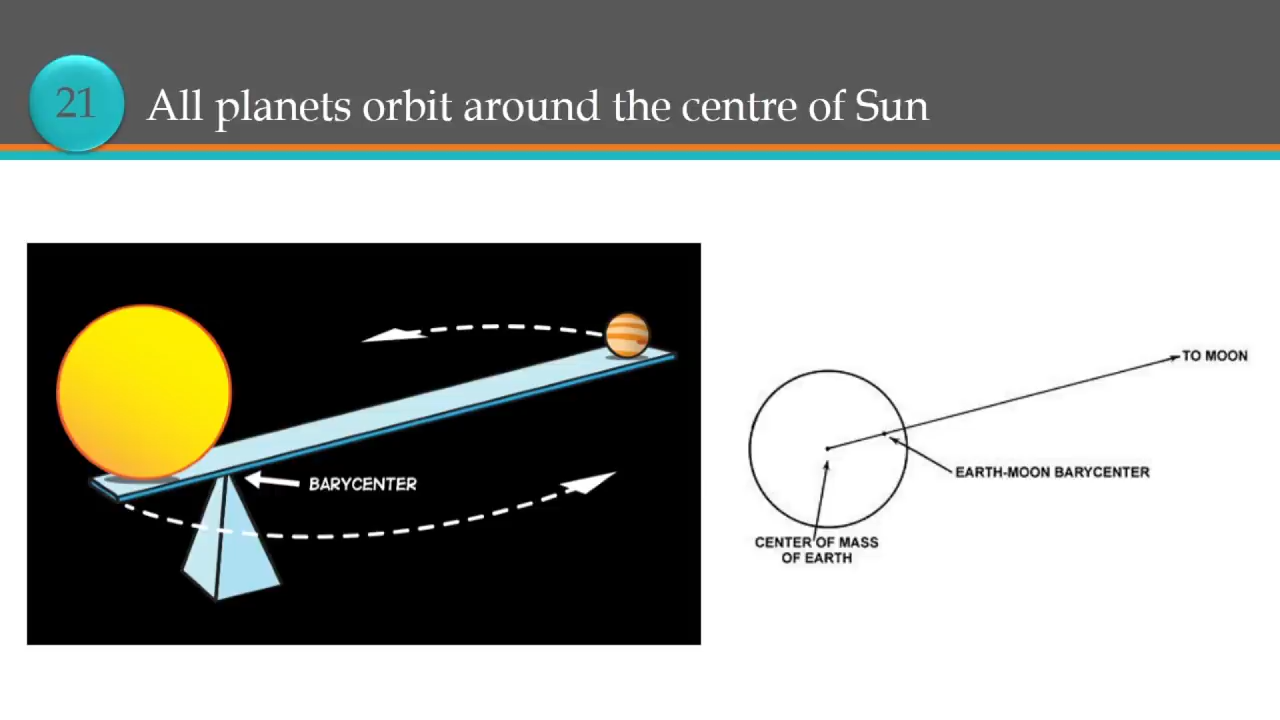 21
All planets orbit around the centre of Sun
BARYCENTER
TO MOON
EARTH-MOON BARYCENTER
CENTER OF MASS
OF EARTH